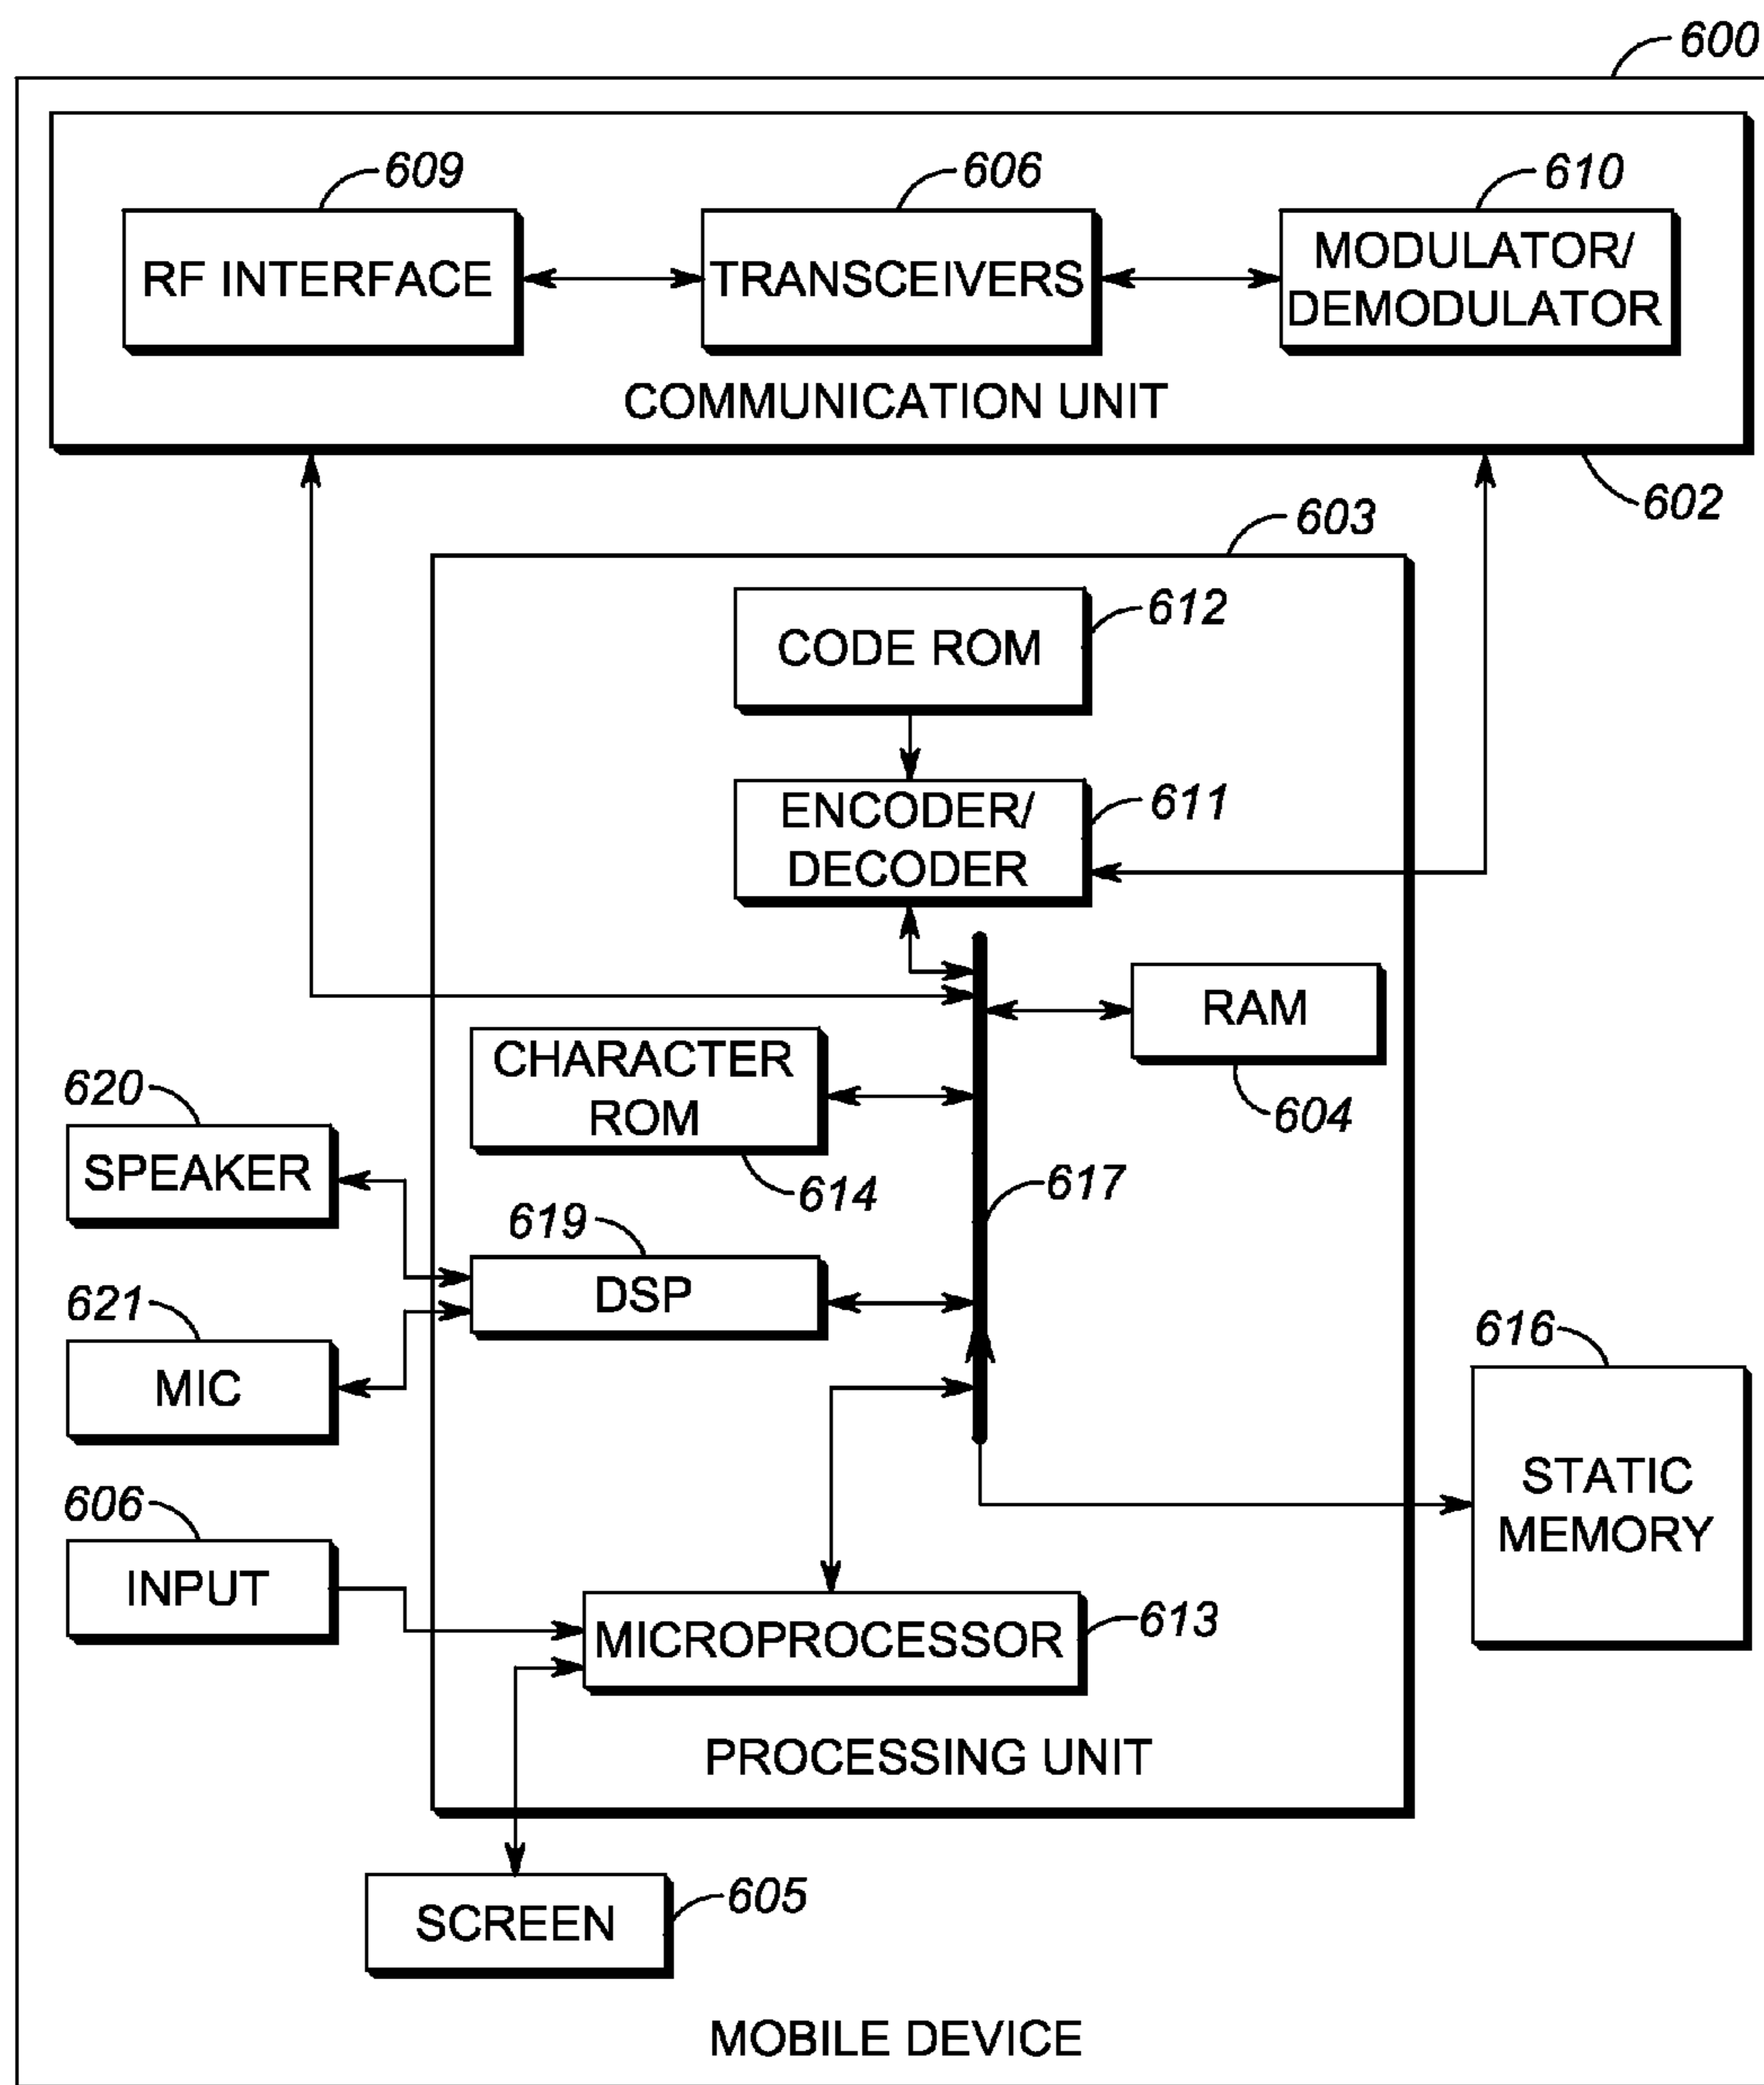 600
609
606
610
RF INTERFACE
TRANSCEIVERS
MODULATOR/
DEMODULATOR
COMMUNICATION UNIT
602
603
612
CODE ROM
611
ENCODER/
DECODER
RAM
604
CHARACTER
ROM
614
617
620
SPEAKER
619
DSP
621
MIC
616
STATIC
MEMORY
606
INPUT
MICROPROCESSOR
613
PROCESSING UNIT
605
SCREEN
MOBILE DEVICE